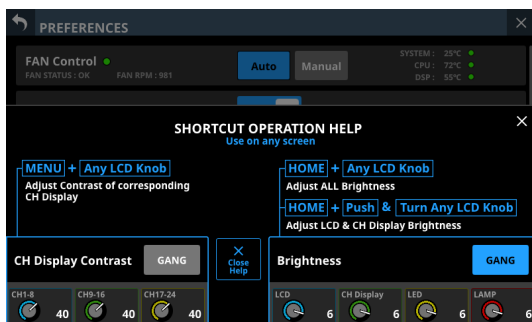 PREFERENCES
FAN Control
FAN STATUS : OK FAN RPM : 981
Auto
Manual
SYSTEM : 25°C
CPU : 72°C
DSP : 55°C
SHORTCUT OPERATION HELP
Use on any screen
MENU + Any LCD Knob
Adjust Contrast of corresponding
CH Display
HOME + Any LCD Knob
Adjust ALL Brightness
HOME + Push & Turn Any LCD Knob
Adjust LCD & CH Display Brightness
CH Display Contrast
GANG
Close
Help
Brightness
GANG
CH1-8
40
CH9-16
40
CH17-24
40
LCD
6
CH Display
6
LED
6
LAMP
6